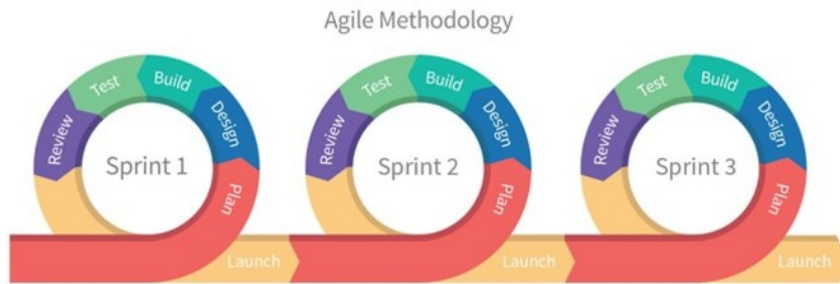 Agile Methodology
Test
Build
Review
Design
Sprint 1
Plan
Launch
Test
Build
Review
Design
Sprint 2
Plan
Launch
Test
Build
Review
Design
Sprint 3
Plan
Launch